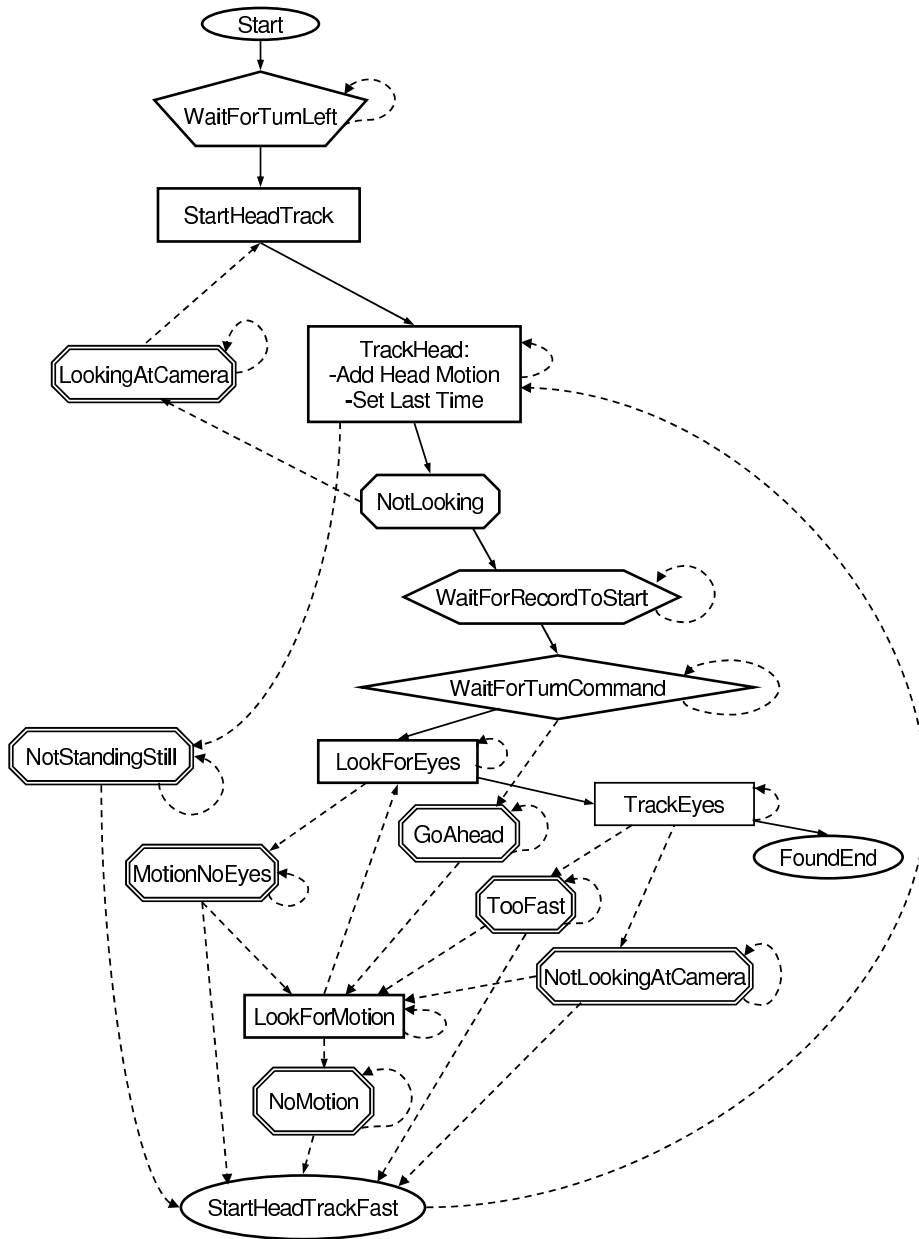 Start
WaitForTurnLeft
StartHeadTrack
TrackHead:
-Add Head Motion
-Set Last Time
LookingAtCamera
NotLooking
WaitForRecordToStart
WaitForTurnCommand
NotStandingStill
LookForEyes
TrackEyes
GoAhead
FoundEnd
MotionNoEyes
TooFast
NotLookingAtCamera
LookForMotion
NoMotion
StartHeadTrackFast